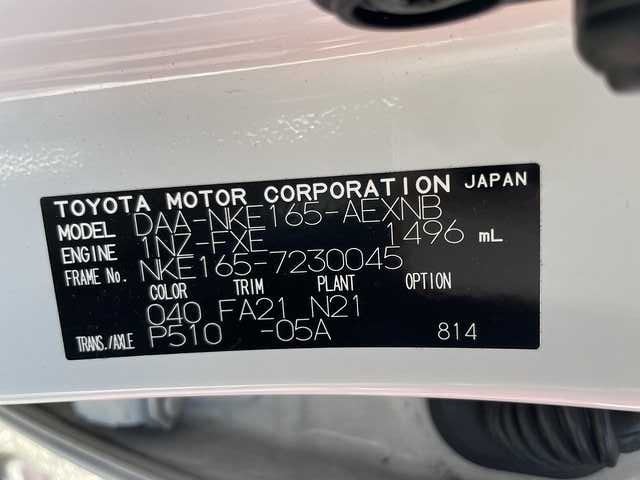 TOYOTA MOTOR CORPORATION JAPAN
MODEL DAA-NKE165-AEXNB
ENGINE 1NZ-FXE 1496 mL
FRAME No. NKE165-7230045
COLOR TRIM PLANT OPTION
040 FA21 N21
TRANS./AXLE P510 -05A 814